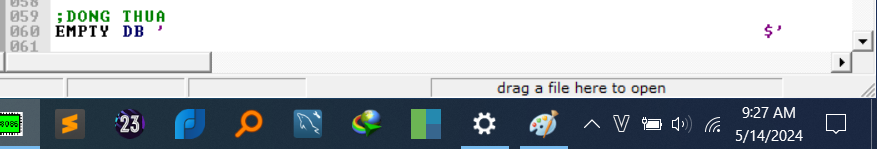 058
059 ;DONG THUA
060 EMPTY DB '                                                            $'
061
drag a file here to open
8086
23
V
9:27 AM
5/14/2024